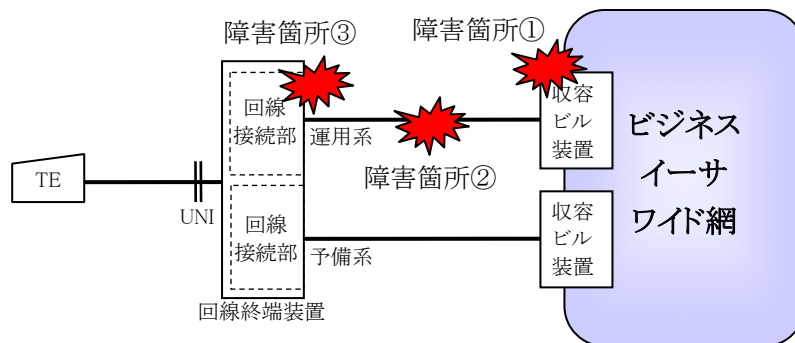 障害箇所③
障害箇所①
回線
接続部
運用系
障害箇所②
収容
ビル
装置
ビジネス
イーサ
ワイド網
TE
UNI
回線
接続部
予備系
収容
ビル
装置
回線終端装置